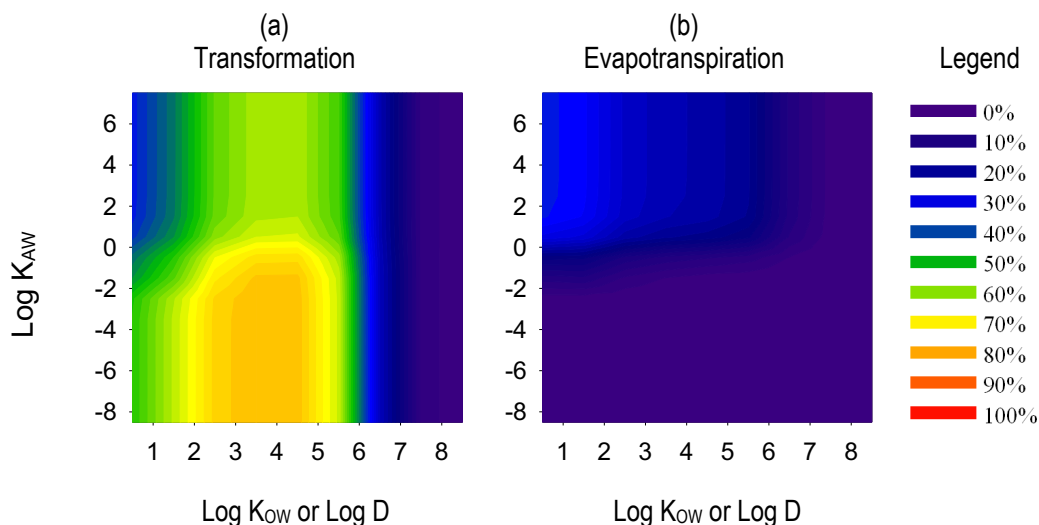 (a)
Transformation
(b)
Evapotranspiration
Legend
6
4
2
0
-2
-4
-6
-8
Log KAW
1 2 3 4 5 6 7 8
Log KOW or Log D
6
4
2
0
-2
-4
-6
-8
1 2 3 4 5 6 7 8
Log KOW or Log D
0%
10%
20%
30%
40%
50%
60%
70%
80%
90%
100%